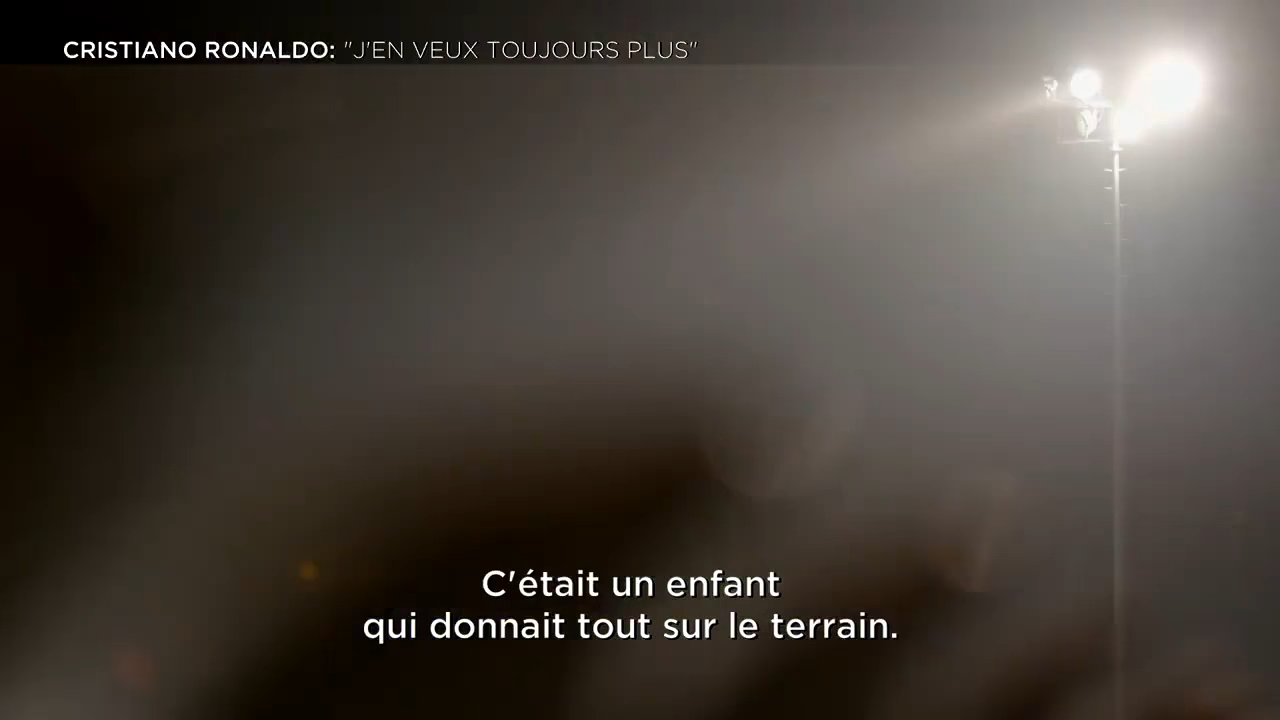 CRISTIANO RONALDO: "J'EN VEUX TOUJOURS PLUS"
C'était un enfant
qui donnait tout sur le terrain.